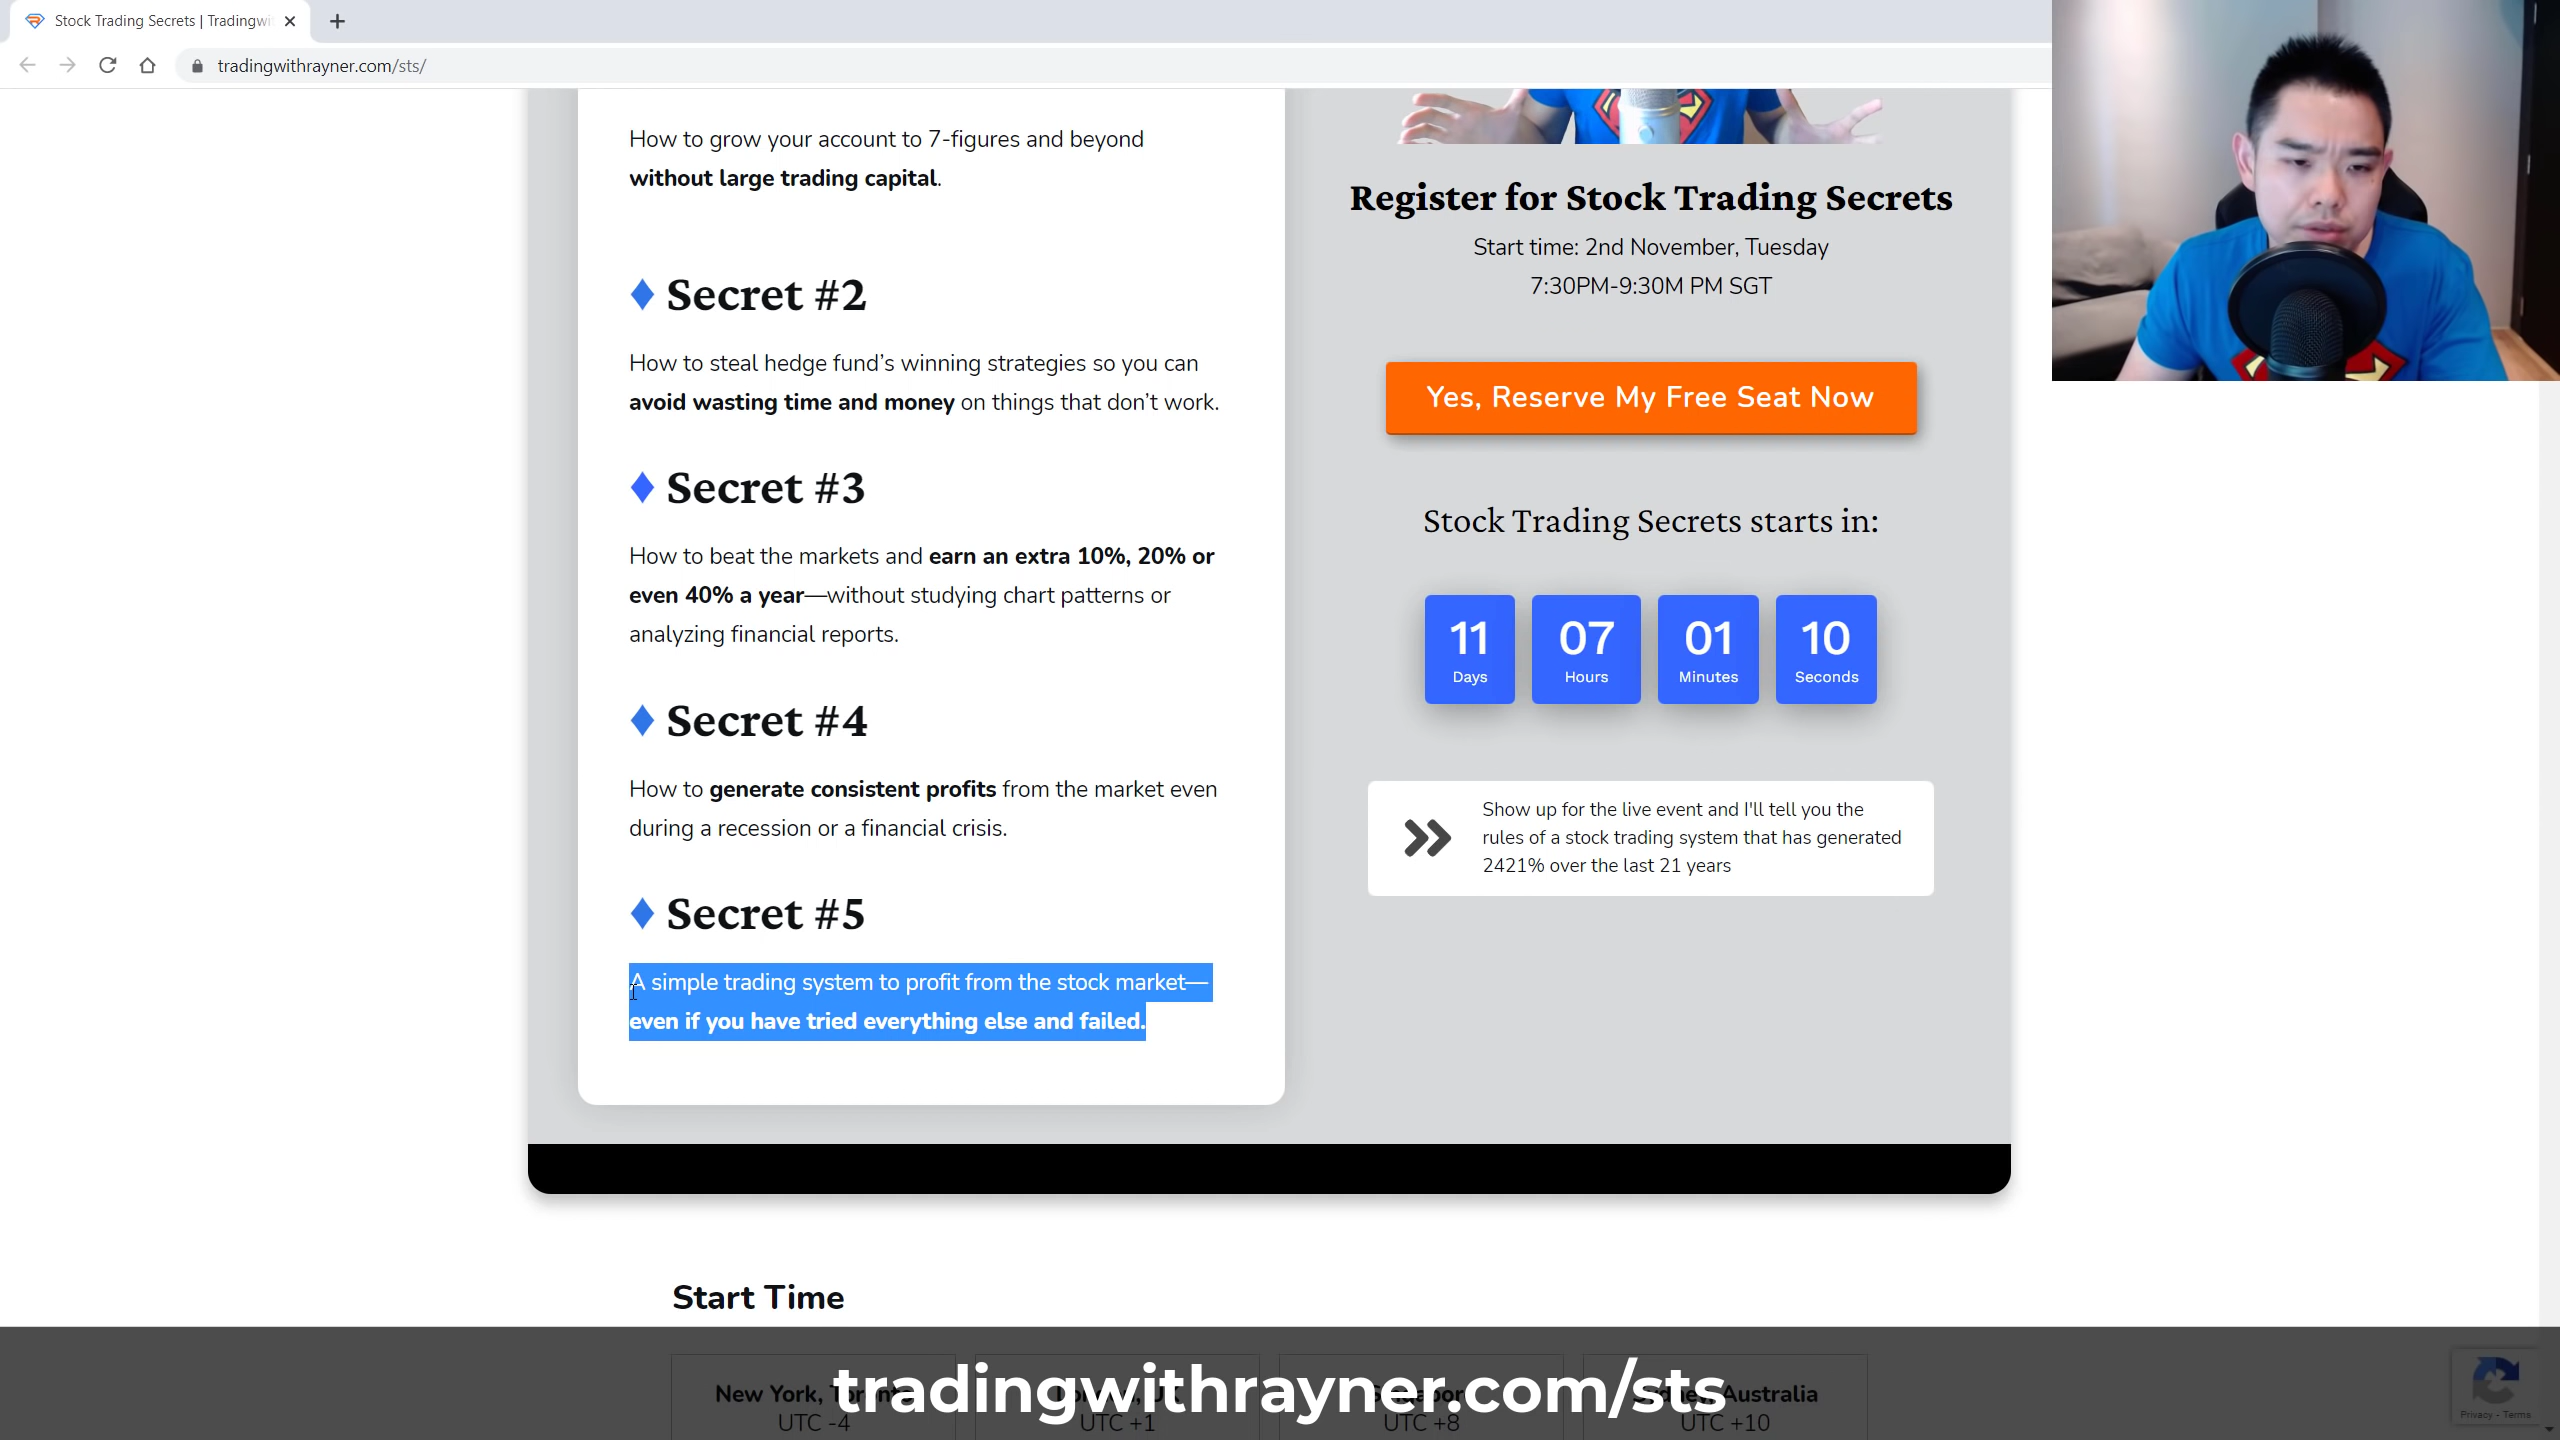 Stock Trading Secrets | Tradingwi
tradingwithrayner.com/sts/
How to grow your account to 7-figures and beyond
without large trading capital.
Secret #2
How to steal hedge fund's winning strategies so you can
avoid wasting time and money on things that don't work.
Secret #3
How to beat the markets and earn an extra 10%, 20% or
even 40% a year—without studying chart patterns or
analyzing financial reports.
Secret #4
How to generate consistent profits from the market even
during a recession or a financial crisis.
Secret #5
A simple trading system to profit from the stock market—
even if you have tried everything else and failed.
Register for Stock Trading Secrets
Start time: 2nd November, Tuesday
7:30PM-9:30M PM SGT
Yes, Reserve My Free Seat Now
Stock Trading Secrets starts in:
11 07 01 10
Days Hours Minutes Seconds
Show up for the live event and I'll tell you the
rules of a stock trading system that has generated
2421% over the last 21 years
Start Time
New York, Australia
UTC -4 UTC +1 UTC +8 UTC +10
tradingwithrayner.com/sts
Privacy - Terms